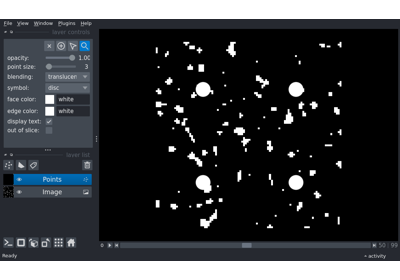 File View Window Plugins Help
layer controls
opacity: 1.00
point size: 3
blending: translucen
symbol: disc
face color: white
edge color: white
display text:
out of slice:
layer list
Points
Image
0 50 99
Ready activity